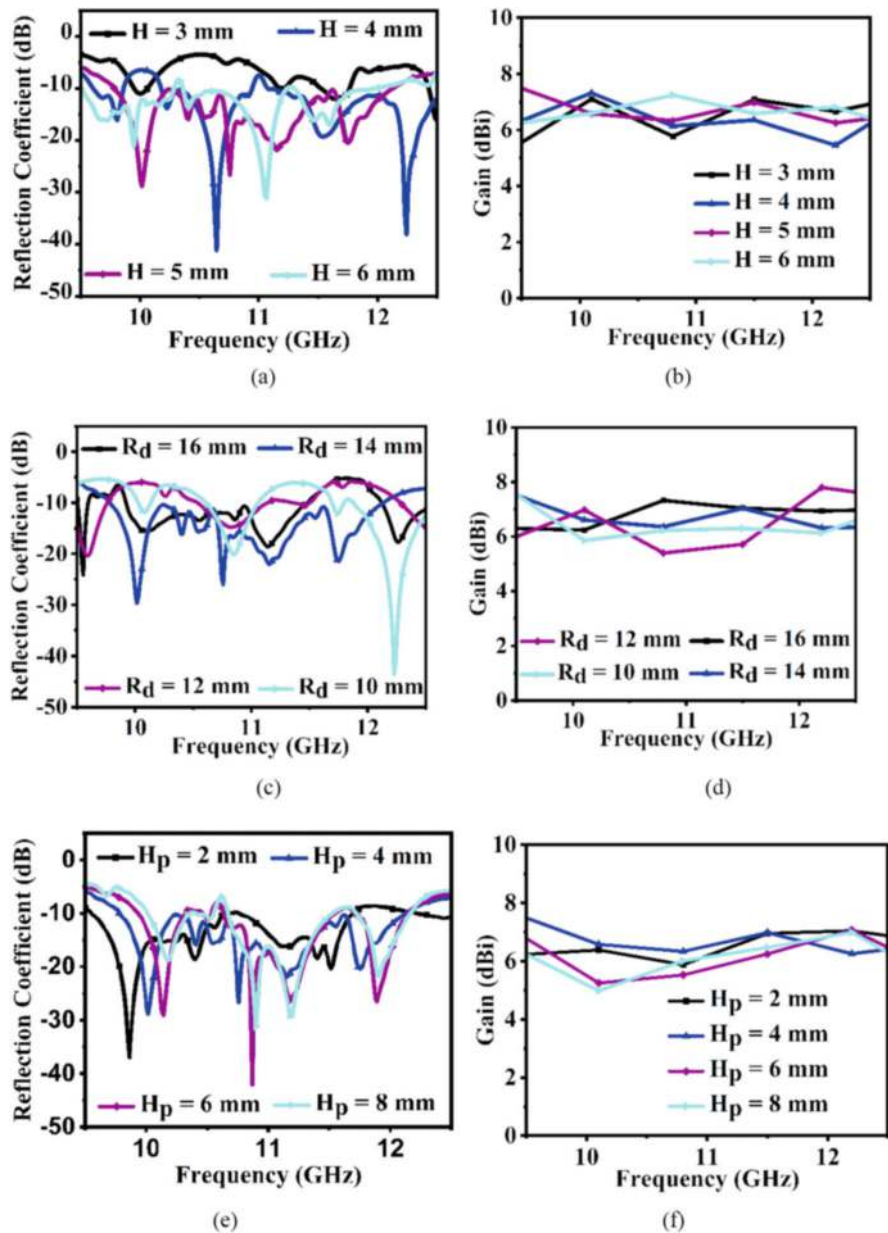 H = 3 mm H = 4 mm
0
-10
-20
-30
-40
-50
Reflection Coefficient (dB)
H = 5 mm H = 6 mm
10 11 12
Frequency (GHz)
(a)
10
8
6
4
2
0
Gain (dBi)
H = 3 mm
H = 4 mm
H = 5 mm
H = 6 mm
10 11 12
Frequency (GHz)
(b)
Rd = 16 mm Rd = 14 mm
0
-10
-20
-30
-40
-50
Reflection Coefficient (dB)
Rd = 12 mm Rd = 10 mm
10 11 12
Frequency (GHz)
(c)
10
8
6
4
2
0
Gain (dBi)
Rd = 12 mm Rd = 16 mm
Rd = 10 mm Rd = 14 mm
10 11 12
Frequency (GHz)
(d)
Hp = 2 mm Hp = 4 mm
0
-10
-20
-30
-40
-50
Reflection Coefficient (dB)
Hp = 6 mm Hp = 8 mm
10 11 12
Frequency (GHz)
(e)
10
8
6
4
2
0
Gain (dBi)
Hp = 2 mm
Hp = 4 mm
Hp = 6 mm
Hp = 8 mm
10 11 12
Frequency (GHz)
(f)